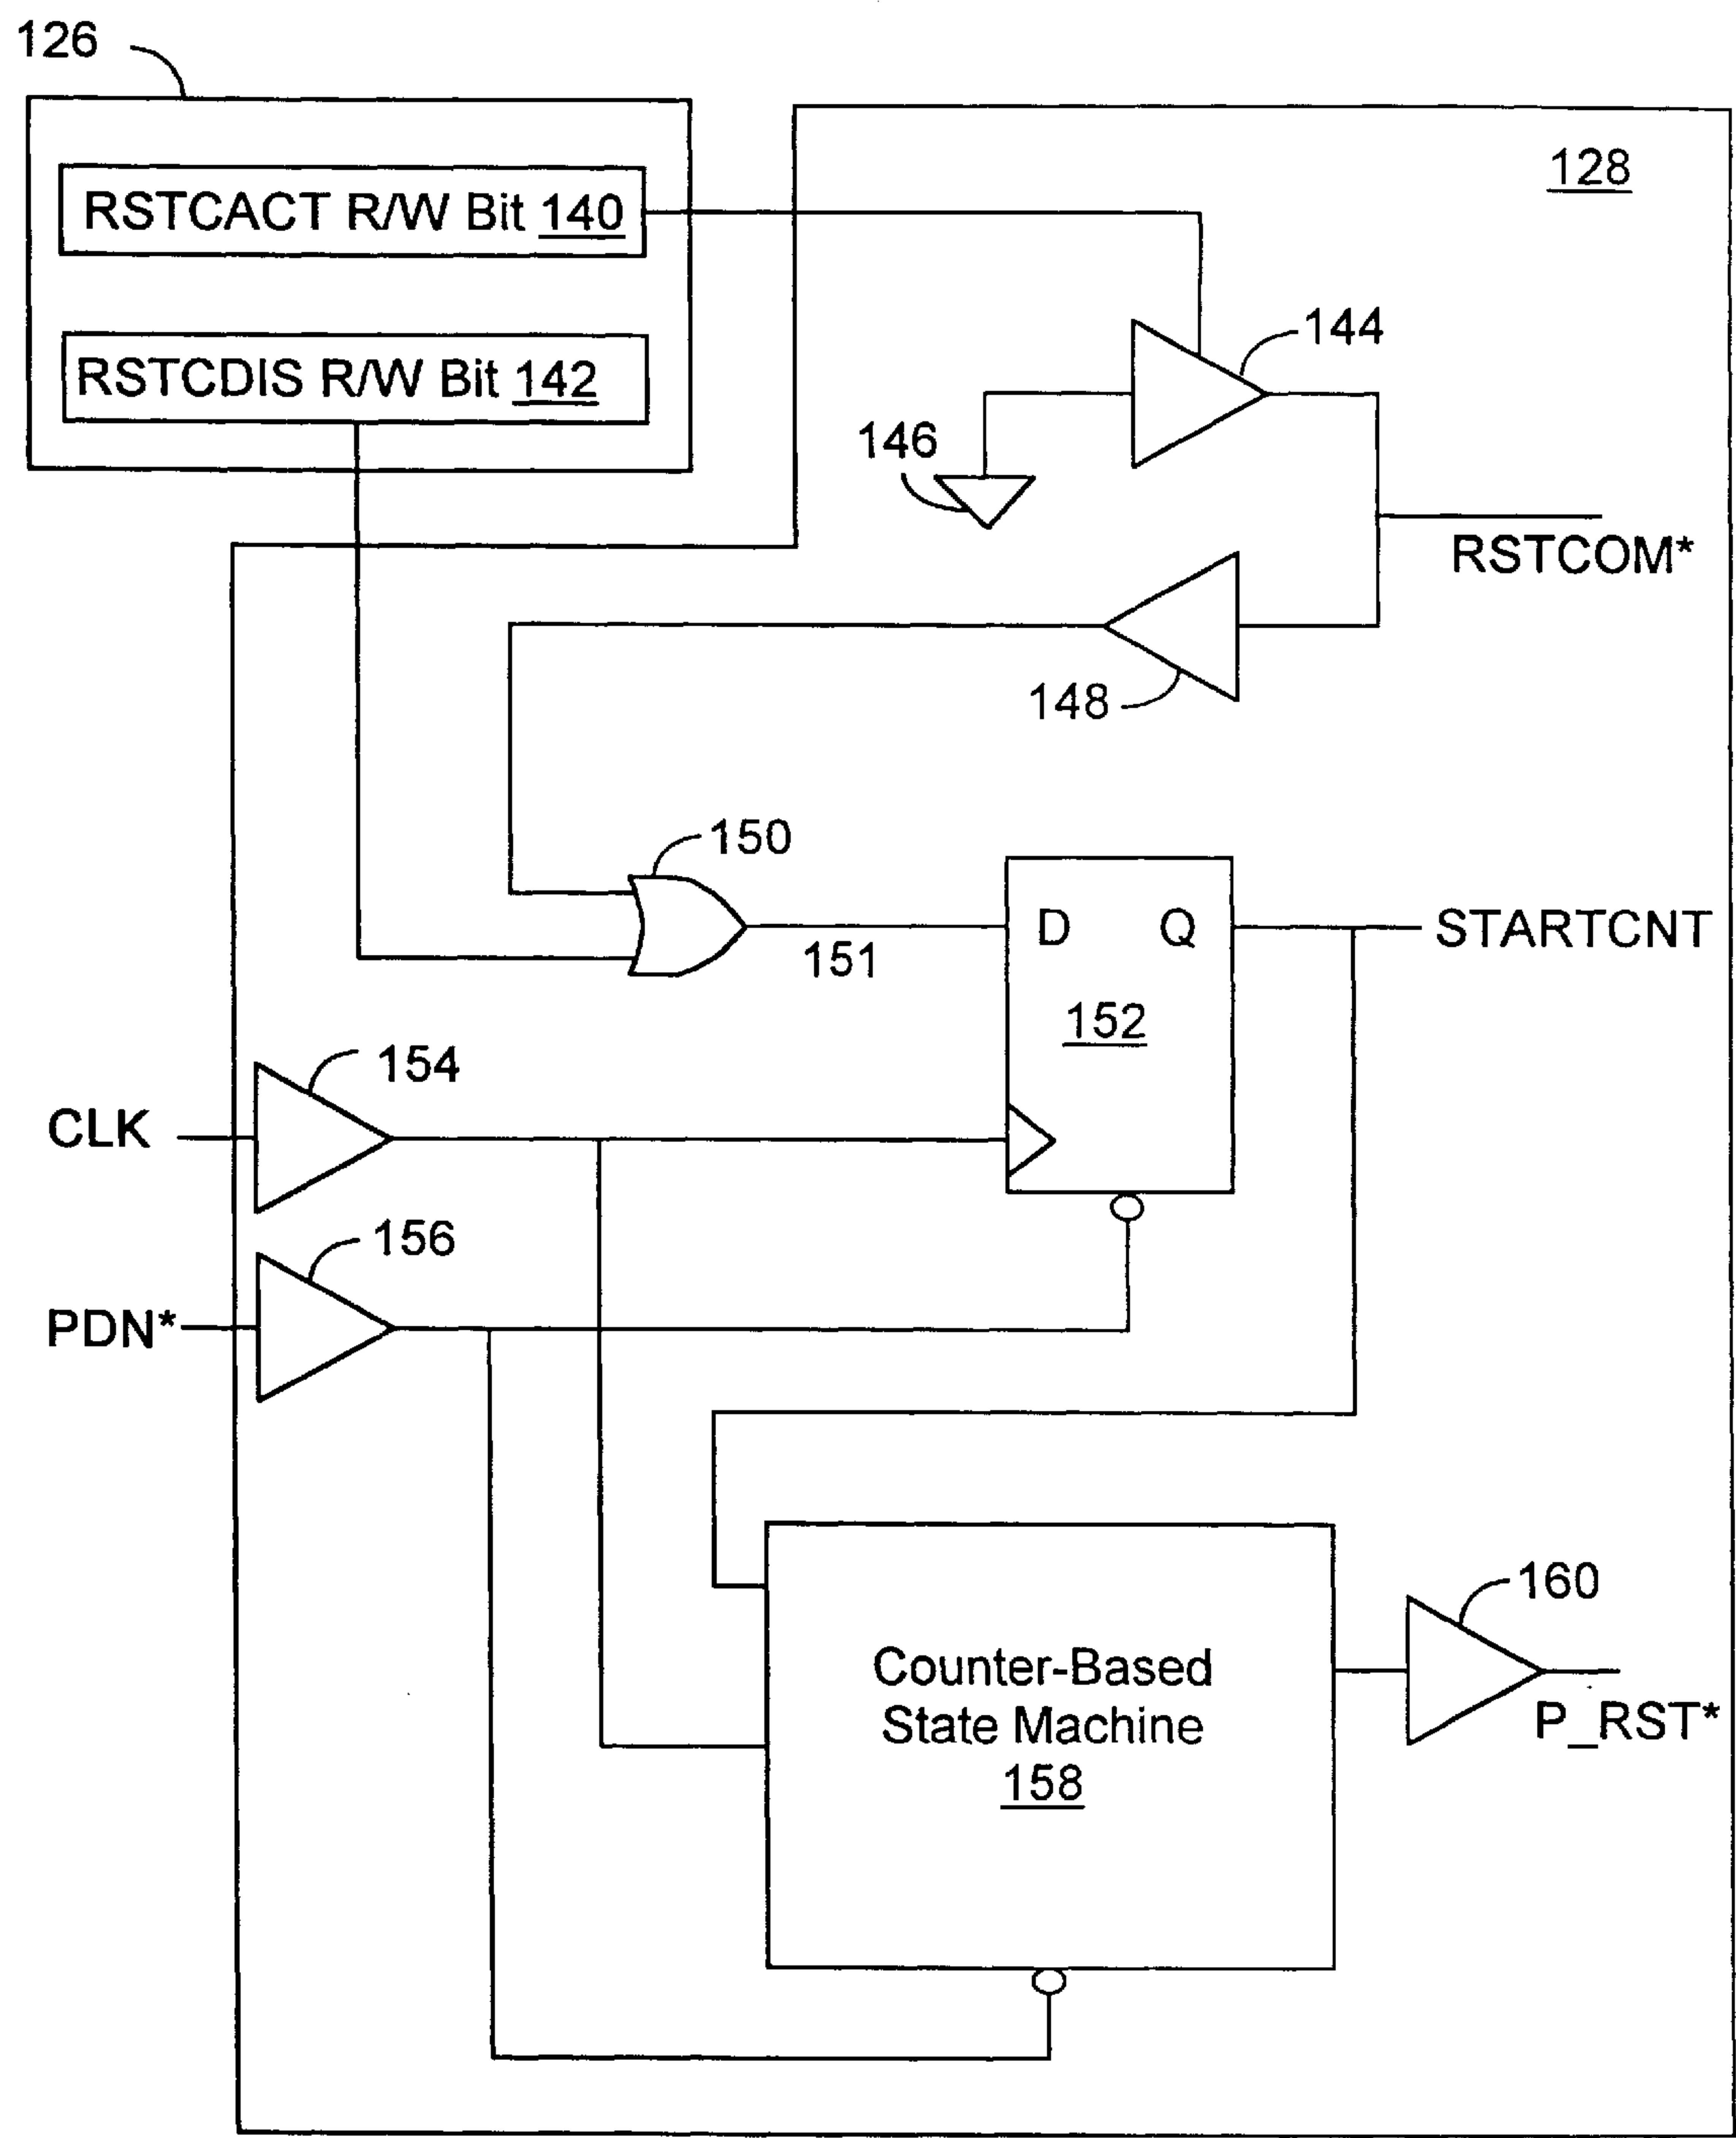 126
RSTCACT R/W Bit 140
128
RSTCDIS R/W Bit 142
144
146
RSTCOM*
148
150
D Q
STARTCNT
151
152
154
CLK
156
PDN*
160
Counter-Based
State Machine
158
P_RST*